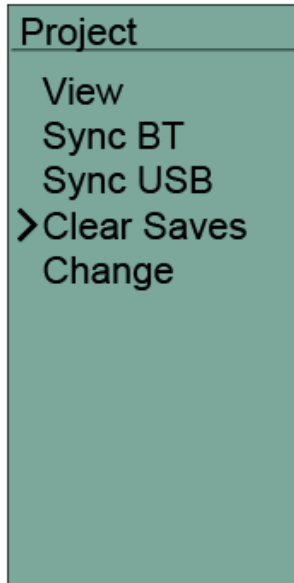 Project
View
Sync BT
Sync USB
Clear Saves
Change